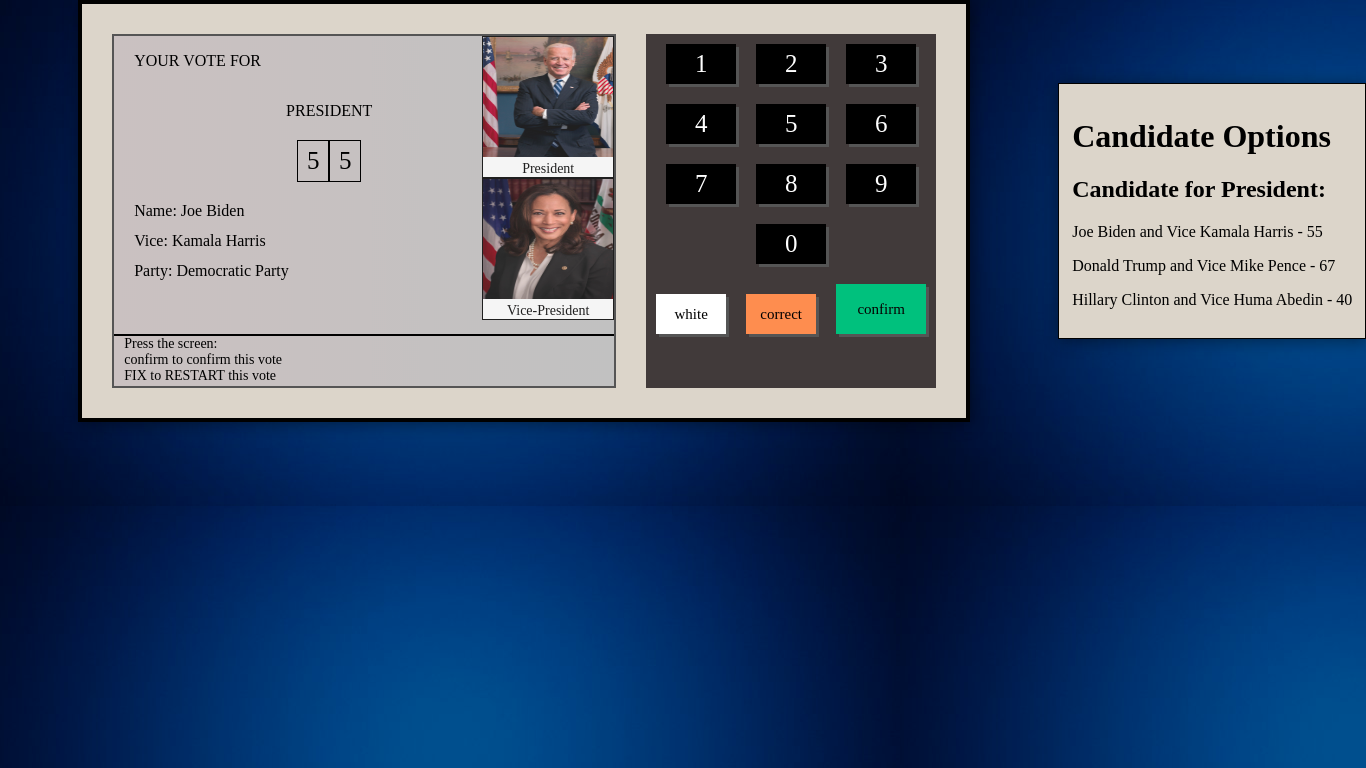 YOUR VOTE FOR
PRESIDENT
5 5
Name: Joe Biden
Vice: Kamala Harris
Party: Democratic Party
President
Vice-President
Press the screen:
confirm to confirm this vote
FIX to RESTART this vote
1 2 3
4 5 6
7 8 9
0
white correct confirm
Candidate Options
Candidate for President:
Joe Biden and Vice Kamala Harris - 55
Donald Trump and Vice Mike Pence - 67
Hillary Clinton and Vice Huma Abedin - 40